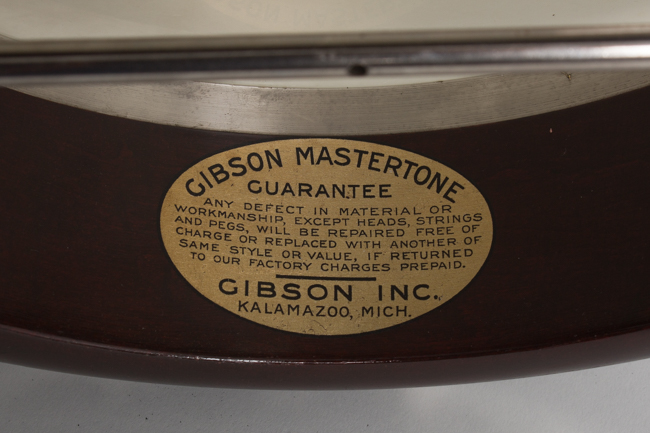 GIBSON MASTERTONE
GUARANTEE
ANY DEFECT IN MATERIAL OR
WORKMANSHIP, EXCEPT HEADS, STRINGS
AND PEGS, WILL BE REPAIRED FREE OF
CHARGE OR REPLACED WITH ANOTHER OF
SAME STYLE OR VALUE, IF RETURNED
TO OUR FACTORY CHARGES PREPAID.
GIBSON INC.,
KALAMAZOO, MICH.